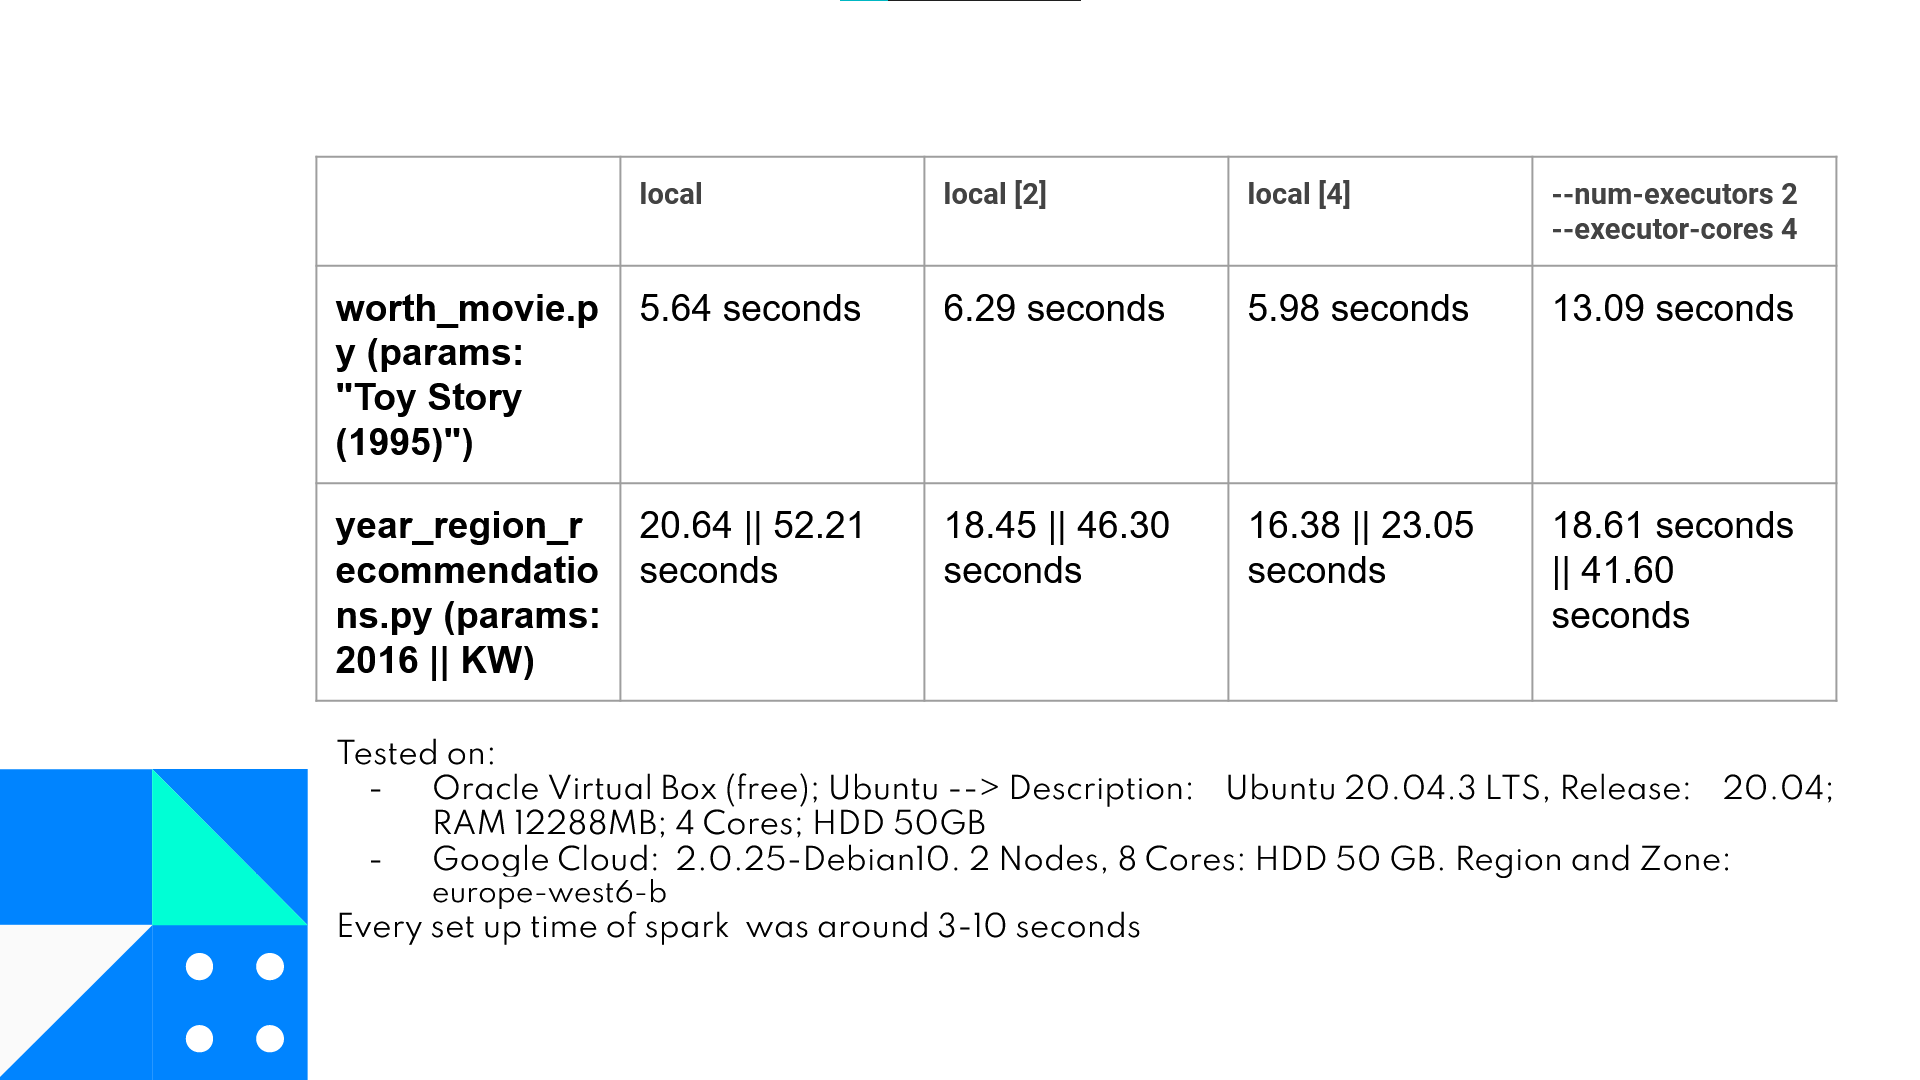 local
local [2]
local [4]
--num-executors 2
--executor-cores 4
worth_movie.p
y (params:
"Toy Story
(1995)")
5.64 seconds
6.29 seconds
5.98 seconds
13.09 seconds
year_region_r
ecommendatio
ns.py (params:
2016 || KW)
20.64 || 52.21
seconds
18.45 || 46.30
seconds
16.38 || 23.05
seconds
18.61 seconds
|| 41.60
seconds
Tested on:
- Oracle Virtual Box (free); Ubuntu --> Description: Ubuntu 20.04.3 LTS, Release: 20.04;
RAM 12288MB; 4 Cores; HDD 50GB
- Google Cloud: 2.0.25-Debian10. 2 Nodes, 8 Cores: HDD 50 GB. Region and Zone:
europe-west6-b
Every set up time of spark was around 3-10 seconds